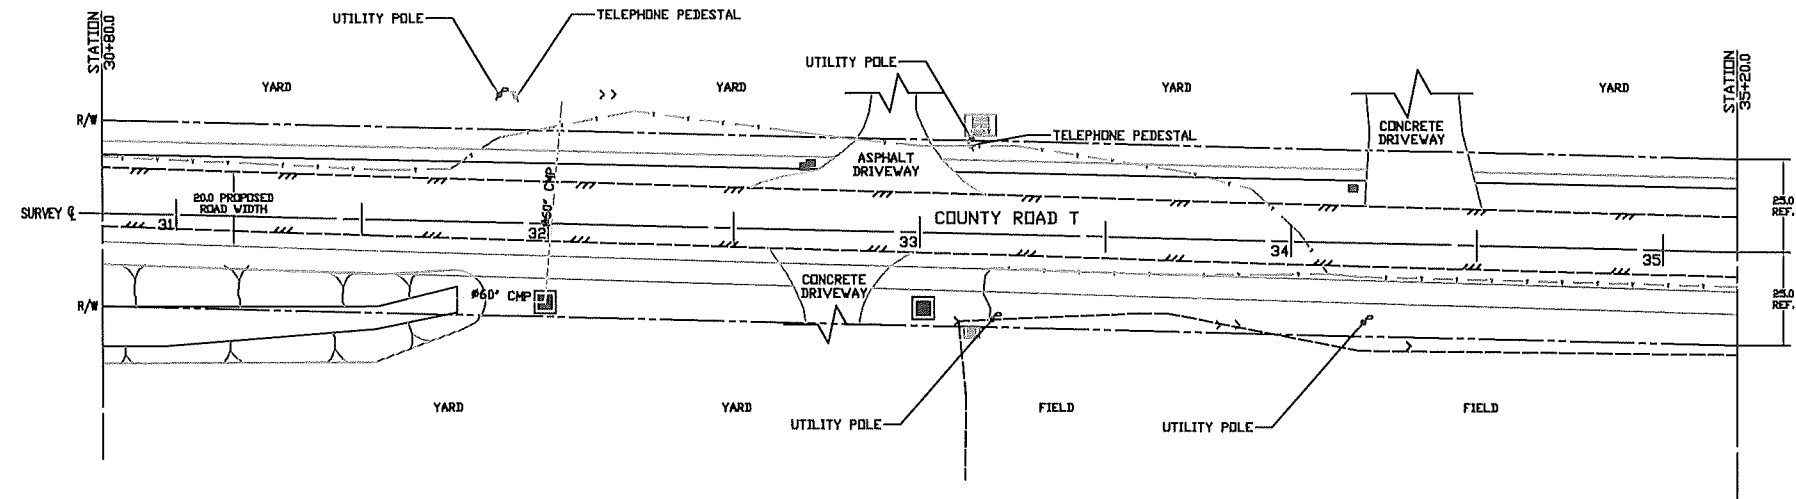 STATION
30+80.0
UTILITY POLE
TELEPHONE PEDESTAL
YARD
YARD
UTILITY POLE
YARD
YARD
STATION
35+20.0
R/W
CONCRETE
DRIVEWAY
TELEPHONE PEDESTAL
ASPHALT
DRIVEWAY
CMP
20.0 PROPOSED
ROAD WIDTH
SURVEY ℄
31
32
33
COUNTY ROAD T
34
35
25.0
REF.
CONCRETE
DRIVEWAY
R/W
ø60" CMP
25.0
REF.
YARD
YARD
FIELD
FIELD
UTILITY POLE
UTILITY POLE